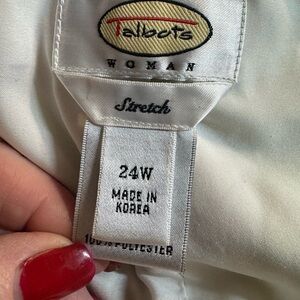 Talbots
WOMAN
Stretch
24W
MADE IN
KOREA
100% POLYESTER